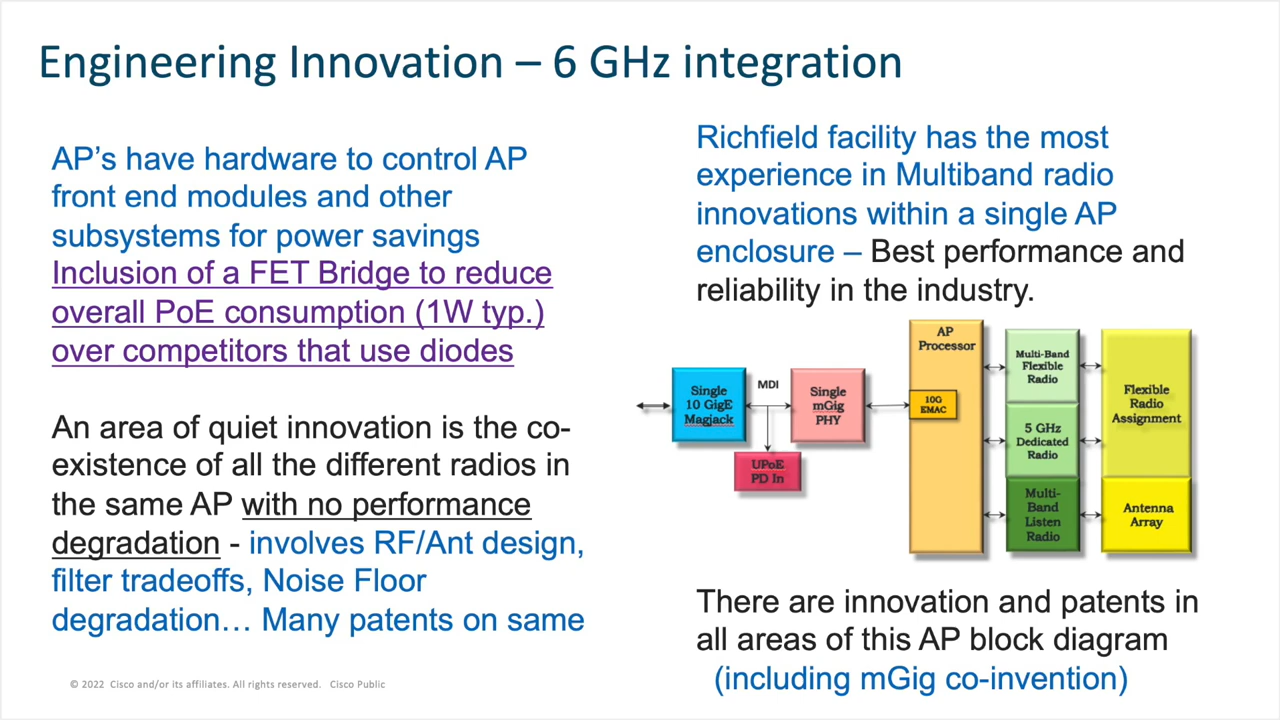 Engineering Innovation – 6 GHz integration
AP’s have hardware to control AP
front end modules and other
subsystems for power savings
Inclusion of a FET Bridge to reduce
overall PoE consumption (1W typ.)
over competitors that use diodes
An area of quiet innovation is the co-
existence of all the different radios in
the same AP with no performance
degradation - involves RF/Ant design,
filter tradeoffs, Noise Floor
degradation… Many patents on same
Richfield facility has the most
experience in Multiband radio
innovations within a single AP
enclosure – Best performance and
reliability in the industry.
Single
10 GigE
Magjack
MDI
UPoE
PD In
Single
mGig
PHY
AP
Processor
10G
EMAC
Multi-Band
Flexible
Radio
5 GHz
Dedicated
Radio
Multi-
Band
Listen
Radio
Flexible
Radio
Assignment
Antenna
Array
There are innovation and patents in
all areas of this AP block diagram
(including mGig co-invention)
© 2022 Cisco and/or its affiliates. All rights reserved. Cisco Public